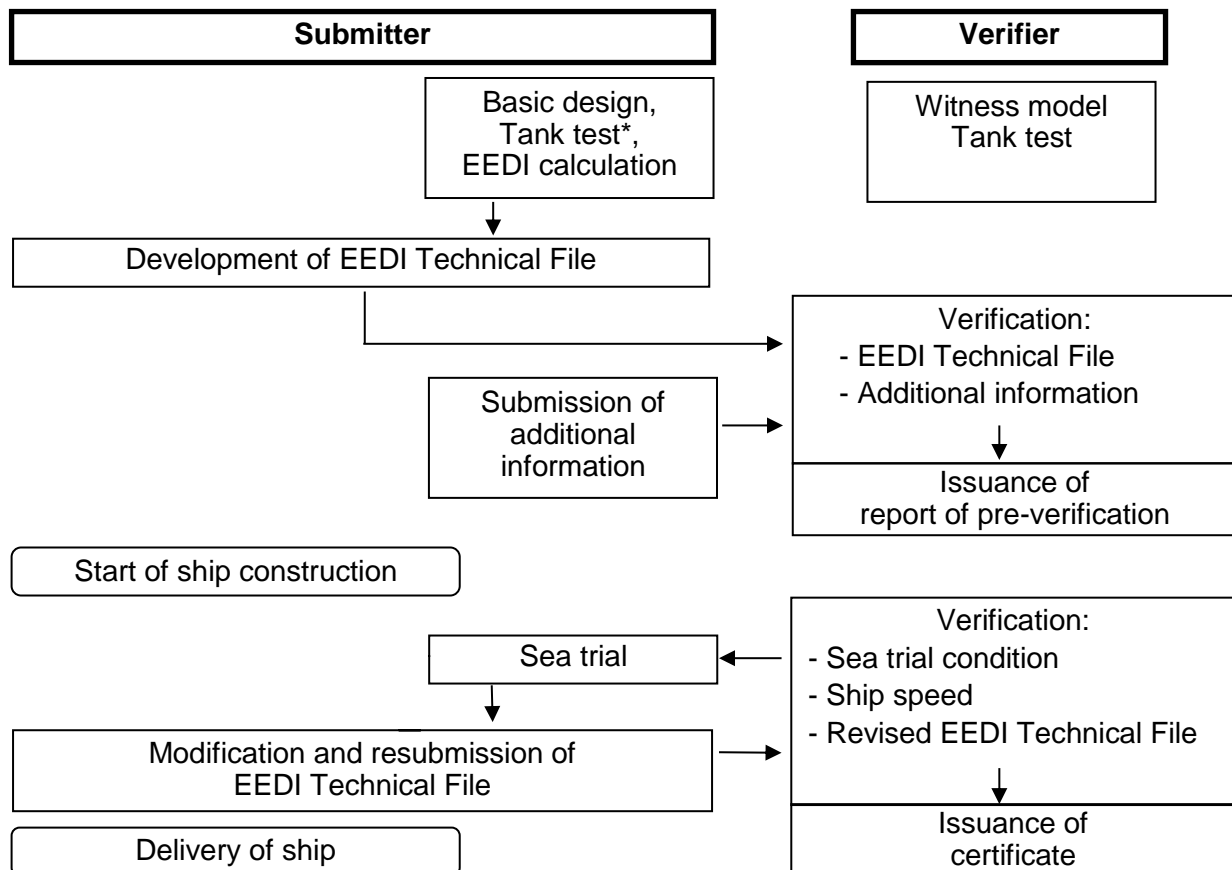 Submitter
Verifier
Basic design,
Tank test*,
EEDI calculation
Witness model
Tank test
Development of EEDI Technical File
Verification:
- EEDI Technical File
- Additional information
Submission of
additional
information
Issuance of
report of pre-verification
Start of ship construction
Verification:
- Sea trial condition
- Ship speed
- Revised EEDI Technical File
Sea trial
Modification and resubmission of
EEDI Technical File
Issuance of
certificate
Delivery of ship